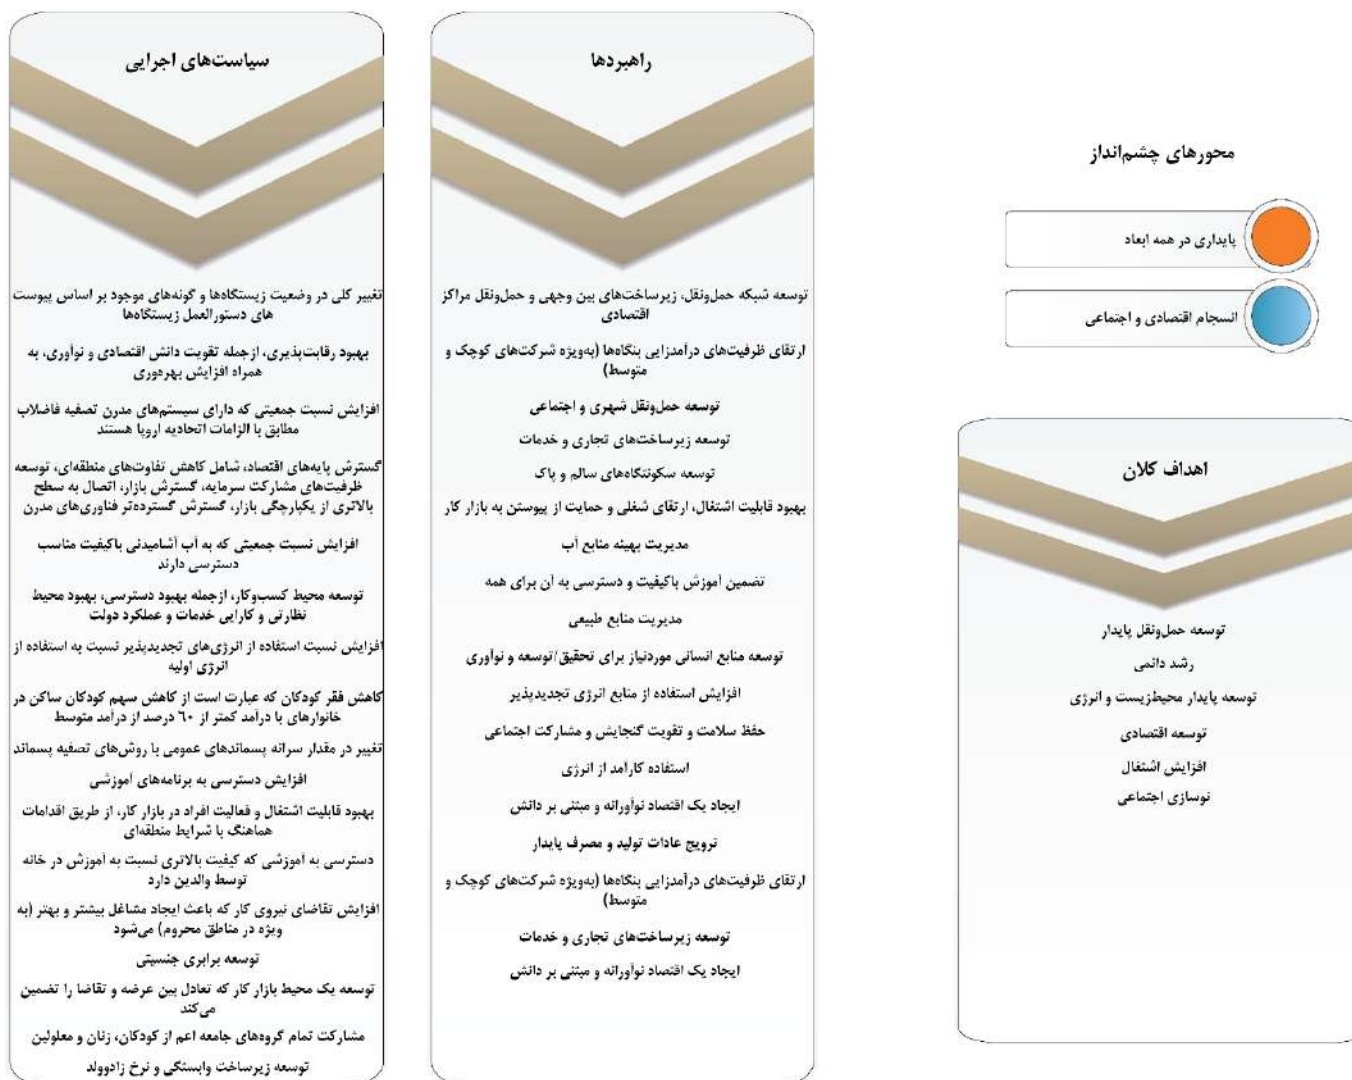 محورهای چشم‌انداز
پایداری در همه ابعاد
انسجام اقتصادی و اجتماعی
اهداف کلان
توسعه حمل‌ونقل پایدار
رشد دائمی
توسعه پایدار محیط‌زیست و انرژی
توسعه اقتصادی
افزایش اشتغال
نوسازی اجتماعی
راهبردها
توسعه شبکه حمل‌ونقل، زیرساخت‌های بین وجهی و حمل‌ونقل مراکز
اقتصادی
ارتقای ظرفیت‌های درآمدزایی بنگاه‌ها (به‌ویژه شرکت‌های کوچک و
متوسط)
توسعه حمل‌ونقل شهری و اجتماعی
توسعه زیرساخت‌های تجاری و خدمات
توسعه سکونتگاه‌های سالم و پاک
بهبود قابلیت اشتغال، ارتقای شغلی و حمایت از پیوستن به بازار کار
مدیریت بهینه منابع آب
تضمین آموزش باکیفیت و دسترسی به آن برای همه
مدیریت منابع طبیعی
توسعه منابع انسانی موردنیاز برای تحقیق/توسعه و نوآوری
افزایش استفاده از منابع انرژی تجدیدپذیر
حفظ سلامت و تقویت گنجایش و مشارکت اجتماعی
استفاده کارآمد از انرژی
ایجاد یک اقتصاد نوآورانه و مبتنی بر دانش
ترویج عادات تولید و مصرف پایدار
ارتقای ظرفیت‌های درآمدزایی بنگاه‌ها (به‌ویژه شرکت‌های کوچک و
متوسط)
توسعه زیرساخت‌های تجاری و خدمات
ایجاد یک اقتصاد نوآورانه و مبتنی بر دانش
سیاست‌های اجرایی
تغییر کلی در وضعیت زیستگاه‌ها و گونه‌های موجود بر اساس پیوست
های دستورالعمل زیستگاه‌ها
بهبود رقابت‌پذیری، ازجمله تقویت دانش اقتصادی و نوآوری، به
همراه افزایش بهره‌وری
افزایش نسبت جمعیتی که دارای سیستم‌های مدرن تصفیه فاضلاب
مطابق با الزامات اتحادیه اروپا هستند
گسترش پایه‌های اقتصاد، شامل کاهش تفاوت‌های منطقه‌ای، توسعه
ظرفیت‌های مشارکت سرمایه، گسترش بازار، اتصال به سطح
بالاتری از یکپارچگی بازار، گسترش گسترده‌تر فناوری‌های مدرن
افزایش نسبت جمعیتی که به آب آشامیدنی باکیفیت مناسب
دسترسی دارند
توسعه محیط کسب‌وکار، ازجمله بهبود دسترسی، بهبود محیط
نظارتی و کارایی خدمات و عملکرد دولت
افزایش نسبت استفاده از انرژی‌های تجدیدپذیر نسبت به استفاده از
انرژی اولیه
کاهش فقر کودکان که عبارت است از کاهش سهم کودکان ساکن در
خانوارهای با درآمد کمتر از ۶۰ درصد از درآمد متوسط
تغییر در مقدار سرانه پسماندهای عمومی با روش‌های تصفیه پسماند
افزایش دسترسی به برنامه‌های آموزشی
بهبود قابلیت اشتغال و فعالیت افراد در بازار کار، از طریق اقدامات
هماهنگ با شرایط منطقه‌ای
دسترسی به آموزشی که کیفیت بالاتری نسبت به آموزش در خانه
توسط والدین دارد
افزایش تقاضای نیروی کار که باعث ایجاد مشاغل بیشتر و بهتر (به
ویژه در مناطق محروم) می‌شود
توسعه برابری جنسیتی
توسعه یک محیط بازار کار که تعادل بین عرضه و تقاضا را تضمین
می‌کند
مشارکت تمام گروه‌های جامعه اعم از کودکان، زنان و معلولین
توسعه زیرساخت وابستگی و نرخ زادوولد